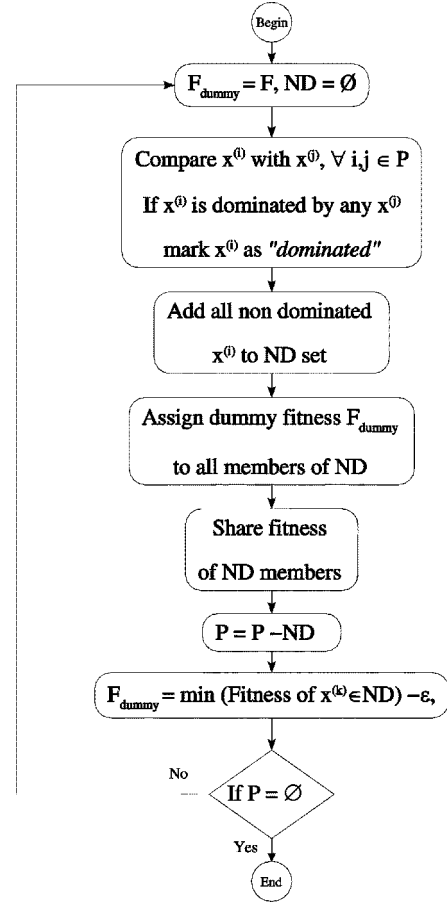 Begin
F_dummy = F, ND = Ø
Compare x^(i) with x^(j), ∀ i,j ∈ P
If x^(i) is dominated by any x^(j)
mark x^(i) as "dominated"
Add all non dominated
x^(i) to ND set
Assign dummy fitness F_dummy
to all members of ND
Share fitness
of ND members
P = P –ND
F_dummy = min (Fitness of x^(k)∈ND) –ε,
No
If P = Ø
Yes
End